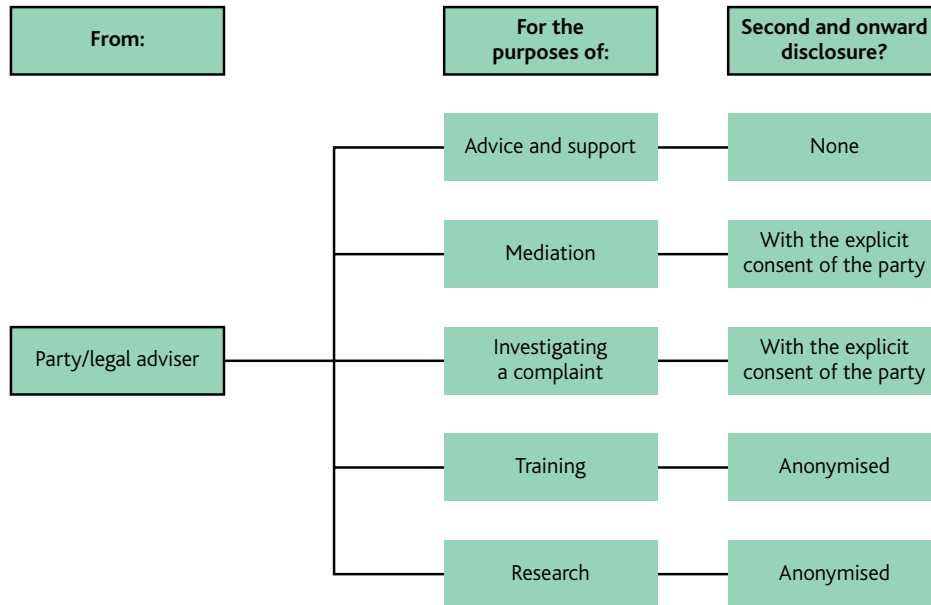 From:
For the
purposes of:
Second and onward
disclosure?
Advice and support
None
Mediation
With the explicit
consent of the party
Party/legal adviser
Investigating
a complaint
With the explicit
consent of the party
Training
Anonymised
Research
Anonymised